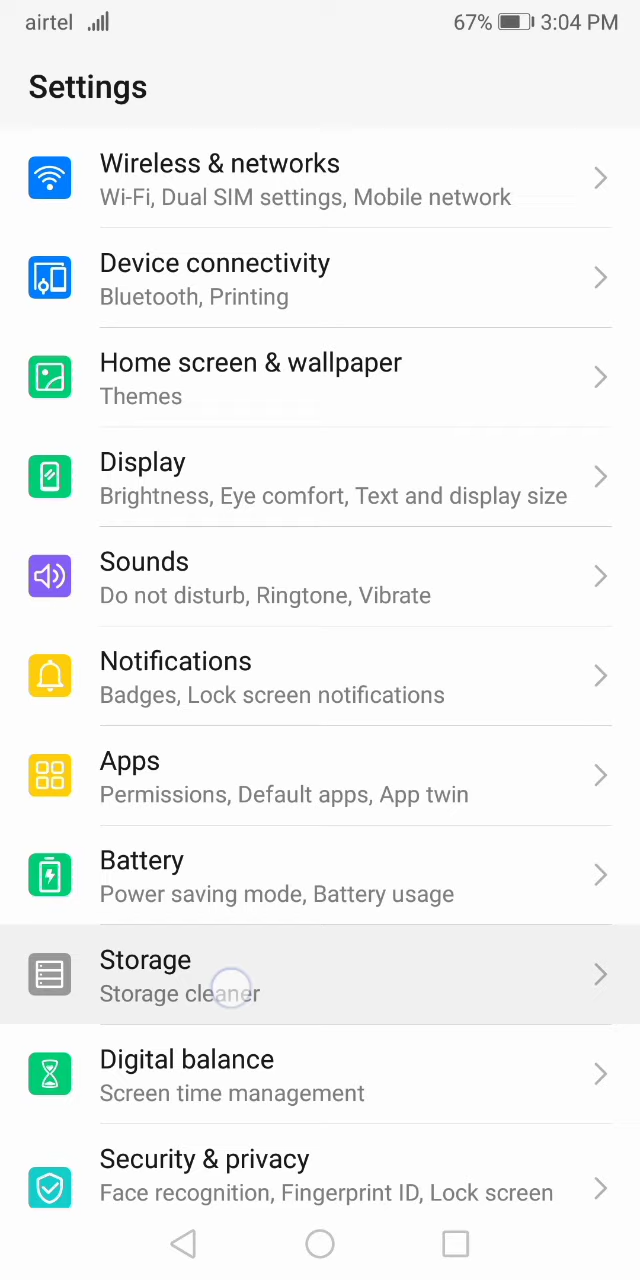 airtel 67% 3:04 PM
Settings
Wireless & networks
Wi-Fi, Dual SIM settings, Mobile network
Device connectivity
Bluetooth, Printing
Home screen & wallpaper
Themes
Display
Brightness, Eye comfort, Text and display size
Sounds
Do not disturb, Ringtone, Vibrate
Notifications
Badges, Lock screen notifications
Apps
Permissions, Default apps, App twin
Battery
Power saving mode, Battery usage
Storage
Storage cleaner
Digital balance
Screen time management
Security & privacy
Face recognition, Fingerprint ID, Lock screen